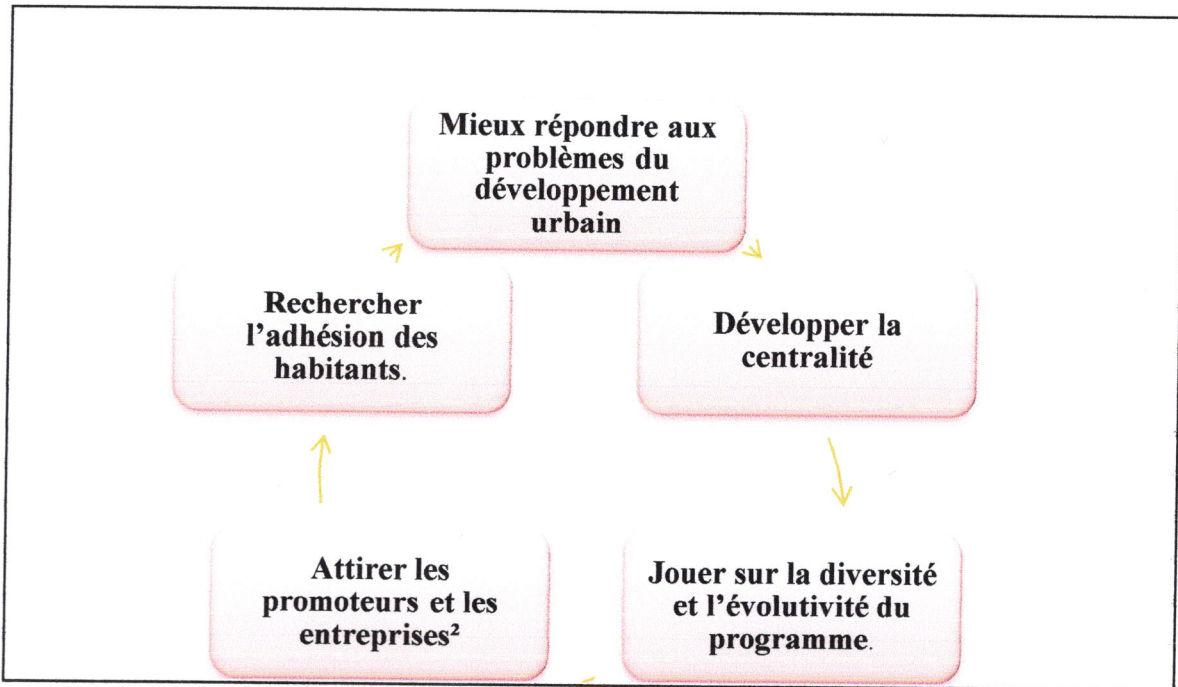 Mieux répondre aux
problèmes du
développement
urbain
Développer la
centralité
Jouer sur la diversité
et l’évolutivité du
programme.
Attirer les
promoteurs et les
entreprises²
Rechercher
l’adhésion des
habitants.